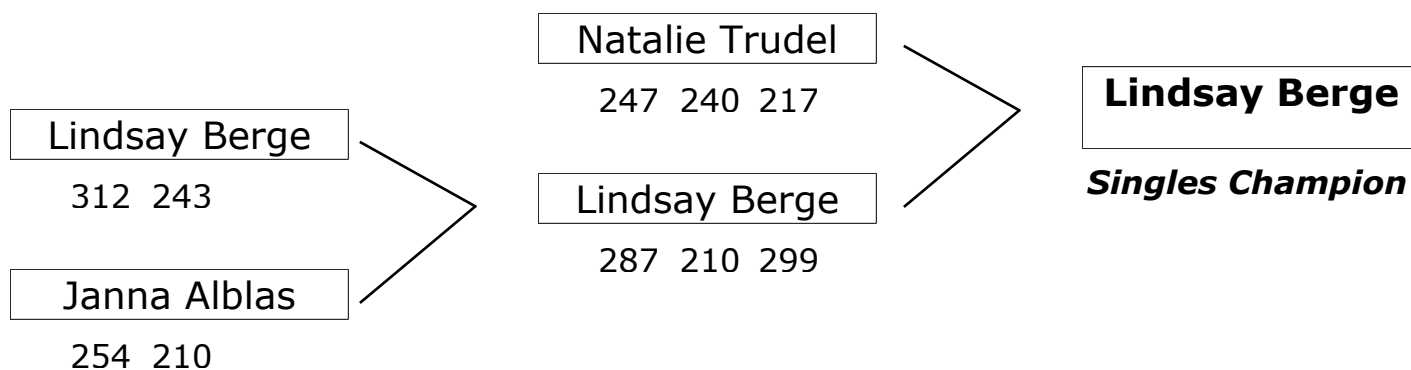 Lindsay Berge
312 243
Janna Alblas
254 210
Natalie Trudel
247 240 217
Lindsay Berge
287 210 299
Lindsay Berge
Singles Champion